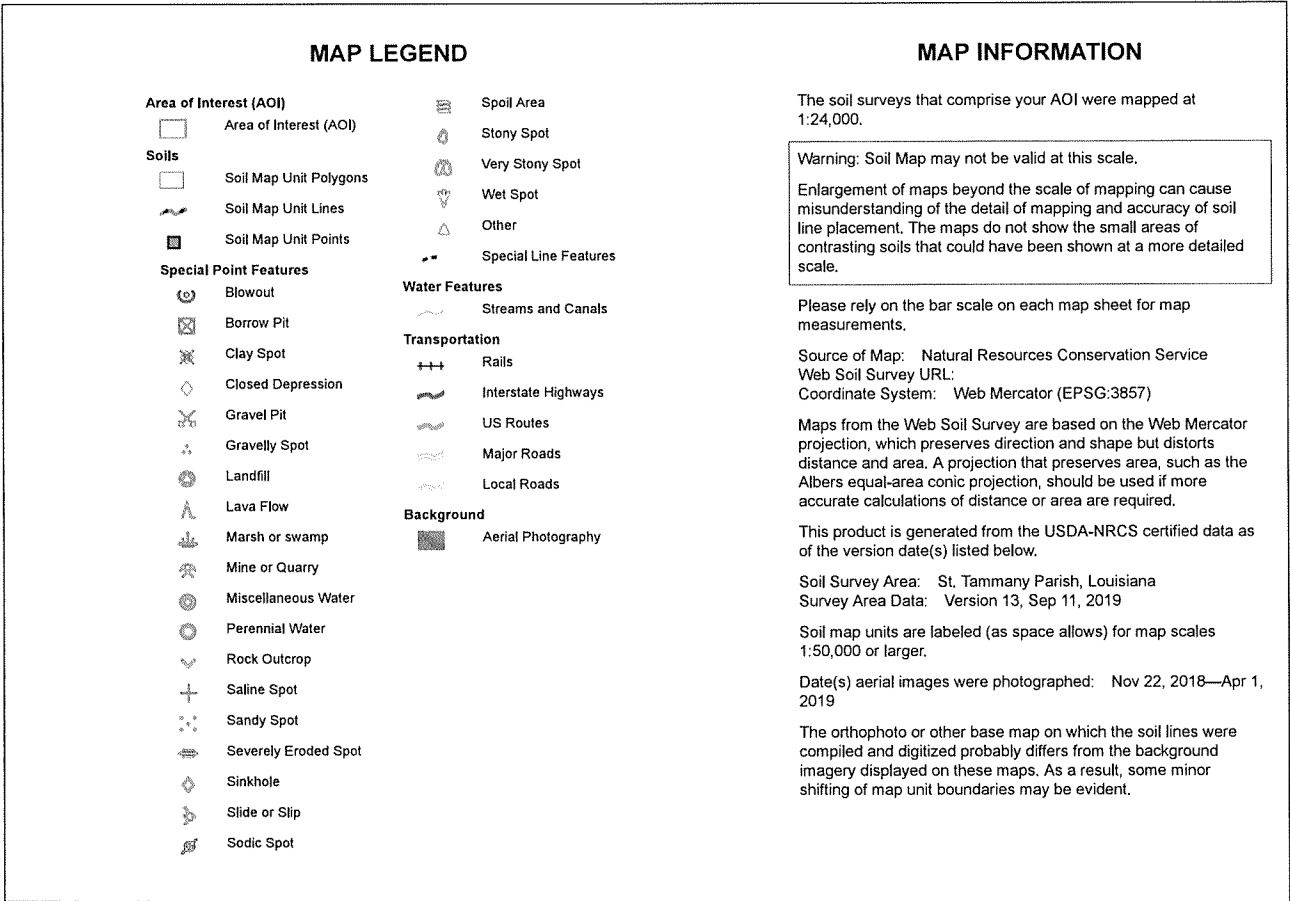 MAP LEGEND
Area of Interest (AOI)
Area of Interest (AOI)
Soils
Soil Map Unit Polygons
Soil Map Unit Lines
Soil Map Unit Points
Special Point Features
Blowout
Borrow Pit
Clay Spot
Closed Depression
Gravel Pit
Gravelly Spot
Landfill
Lava Flow
Marsh or swamp
Mine or Quarry
Miscellaneous Water
Perennial Water
Rock Outcrop
Saline Spot
Sandy Spot
Severely Eroded Spot
Sinkhole
Slide or Slip
Sodic Spot
Spoil Area
Stony Spot
Very Stony Spot
Wet Spot
Other
Special Line Features
Water Features
Streams and Canals
Transportation
Rails
Interstate Highways
US Routes
Major Roads
Local Roads
Background
Aerial Photography
MAP INFORMATION
The soil surveys that comprise your AOI were mapped at
1:24,000.
Warning: Soil Map may not be valid at this scale.
Enlargement of maps beyond the scale of mapping can cause
misunderstanding of the detail of mapping and accuracy of soil
line placement. The maps do not show the small areas of
contrasting soils that could have been shown at a more detailed
scale.
Please rely on the bar scale on each map sheet for map
measurements.
Source of Map: Natural Resources Conservation Service
Web Soil Survey URL:
Coordinate System: Web Mercator (EPSG:3857)
Maps from the Web Soil Survey are based on the Web Mercator
projection, which preserves direction and shape but distorts
distance and area. A projection that preserves area, such as the
Albers equal-area conic projection, should be used if more
accurate calculations of distance or area are required.
This product is generated from the USDA-NRCS certified data as
of the version date(s) listed below.
Soil Survey Area: St. Tammany Parish, Louisiana
Survey Area Data: Version 13, Sep 11, 2019
Soil map units are labeled (as space allows) for map scales
1:50,000 or larger.
Date(s) aerial images were photographed: Nov 22, 2018—Apr 1,
2019
The orthophoto or other base map on which the soil lines were
compiled and digitized probably differs from the background
imagery displayed on these maps. As a result, some minor
shifting of map unit boundaries may be evident.